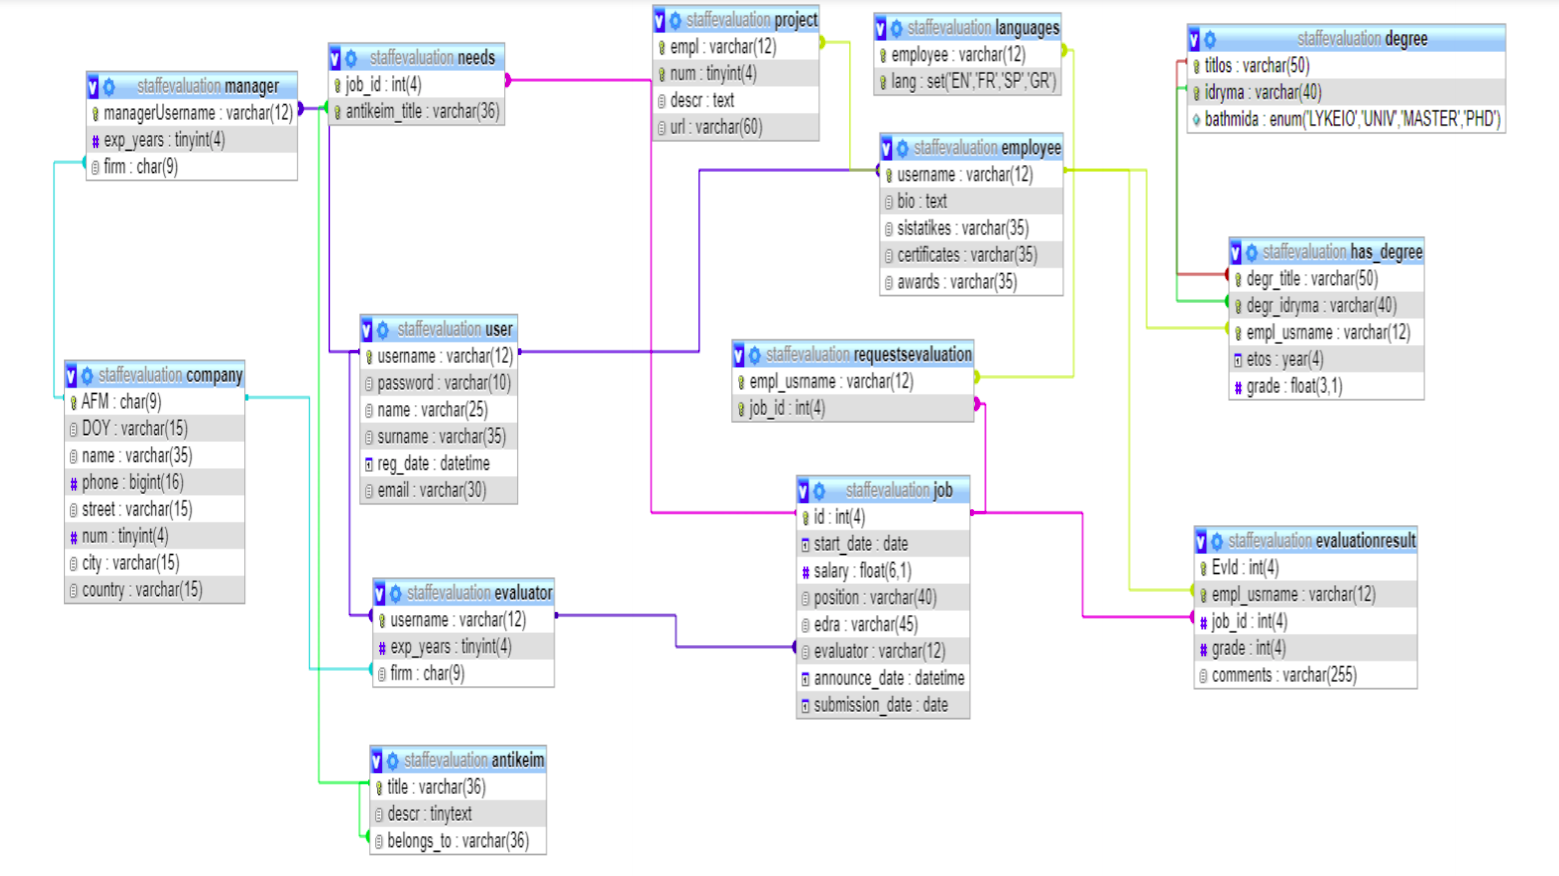 staffevaluation manager
managerUsername : varchar(12)
exp_years : tinyint(4)
firm : char(9)
staffevaluation needs
job_id : int(4)
antikeim_title : varchar(36)
staffevaluation project
empl : varchar(12)
num : tinyint(4)
descr : text
url : varchar(60)
staffevaluation languages
employee : varchar(12)
lang : set('EN','FR','SP','GR')
staffevaluation degree
titlos : varchar(50)
idryma : varchar(40)
bathmida : enum('LYKEIO','UNIV','MASTER','PHD')
staffevaluation employee
username : varchar(12)
bio : text
sistatikes : varchar(35)
certificates : varchar(35)
awards : varchar(35)
staffevaluation has_degree
degr_title : varchar(50)
degr_idryma : varchar(40)
empl_usrname : varchar(12)
etos : year(4)
grade : float(3,1)
staffevaluation user
username : varchar(12)
password : varchar(10)
name : varchar(25)
surname : varchar(35)
reg_date : datetime
email : varchar(30)
staffevaluation requestsevaluation
empl_usrname : varchar(12)
job_id : int(4)
staffevaluation company
AFM : char(9)
DOY : varchar(15)
name : varchar(35)
phone : bigint(16)
street : varchar(15)
num : tinyint(4)
city : varchar(15)
country : varchar(15)
staffevaluation job
id : int(4)
start_date : date
salary : float(6,1)
position : varchar(40)
edra : varchar(45)
evaluator : varchar(12)
announce_date : datetime
submission_date : date
staffevaluation evaluationresult
EvId : int(4)
empl_usrname : varchar(12)
job_id : int(4)
grade : int(4)
comments : varchar(255)
staffevaluation evaluator
username : varchar(12)
exp_years : tinyint(4)
firm : char(9)
staffevaluation antikeim
title : varchar(36)
descr : tinytext
belongs_to : varchar(36)